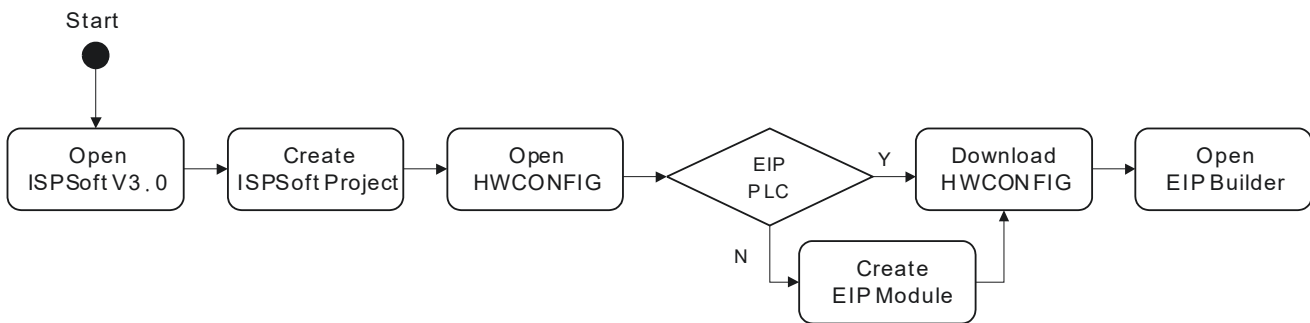 Start
Open
ISPSoft V3.0
Create
ISPSoft Project
Open
HWCONFIG
EIP
PLC
Y
N
Create
EIP Module
Download
HWCONFIG
Open
EIP Builder